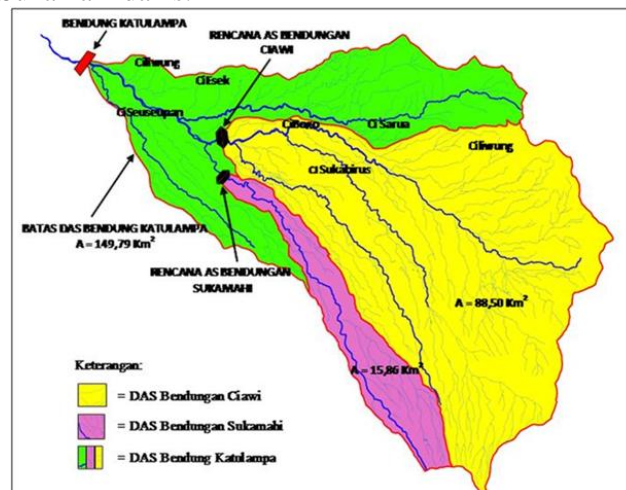 BENDUNG KATULAMPA
RENCANA AS BENDUNGAN
CIAWI
Ciliwung
Ci Esek
Ci Seuseupan
Ci Bogo
Ci Sarua
Ciliwung
Ci Sukabirus
BATAS DAS BENDUNG KATULAMPA
A = 149,79 Km²
RENCANA AS BENDUNGAN
SUKAMAHI
A = 88,50 Km²
A = 15,86 Km²
Keterangan:
= DAS Bendungan Ciawi
= DAS Bendungan Sukamahi
= DAS Bendung Katulampa